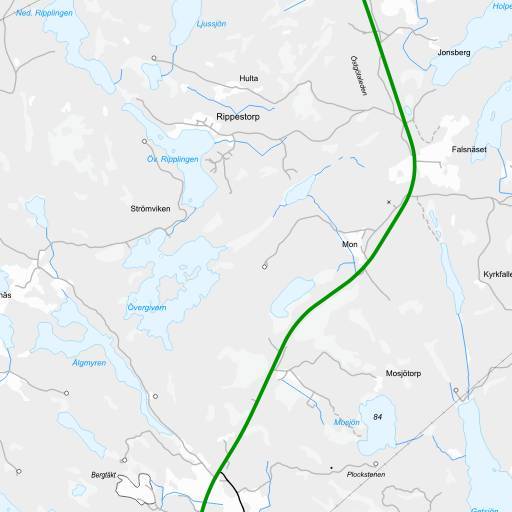 Ned. Ripplingen
Ljussjön
Holpe
Jonsberg
Hulta
Östgötaleden
Rippestorp
Falsnäset
Öv. Ripplingen
Strömviken
Mon
Kyrkfalle
näs
Övergivern
Älgmyren
Mosjötorp
84
Mosjön
Bergtäkt
Plockstenen
Getsjön